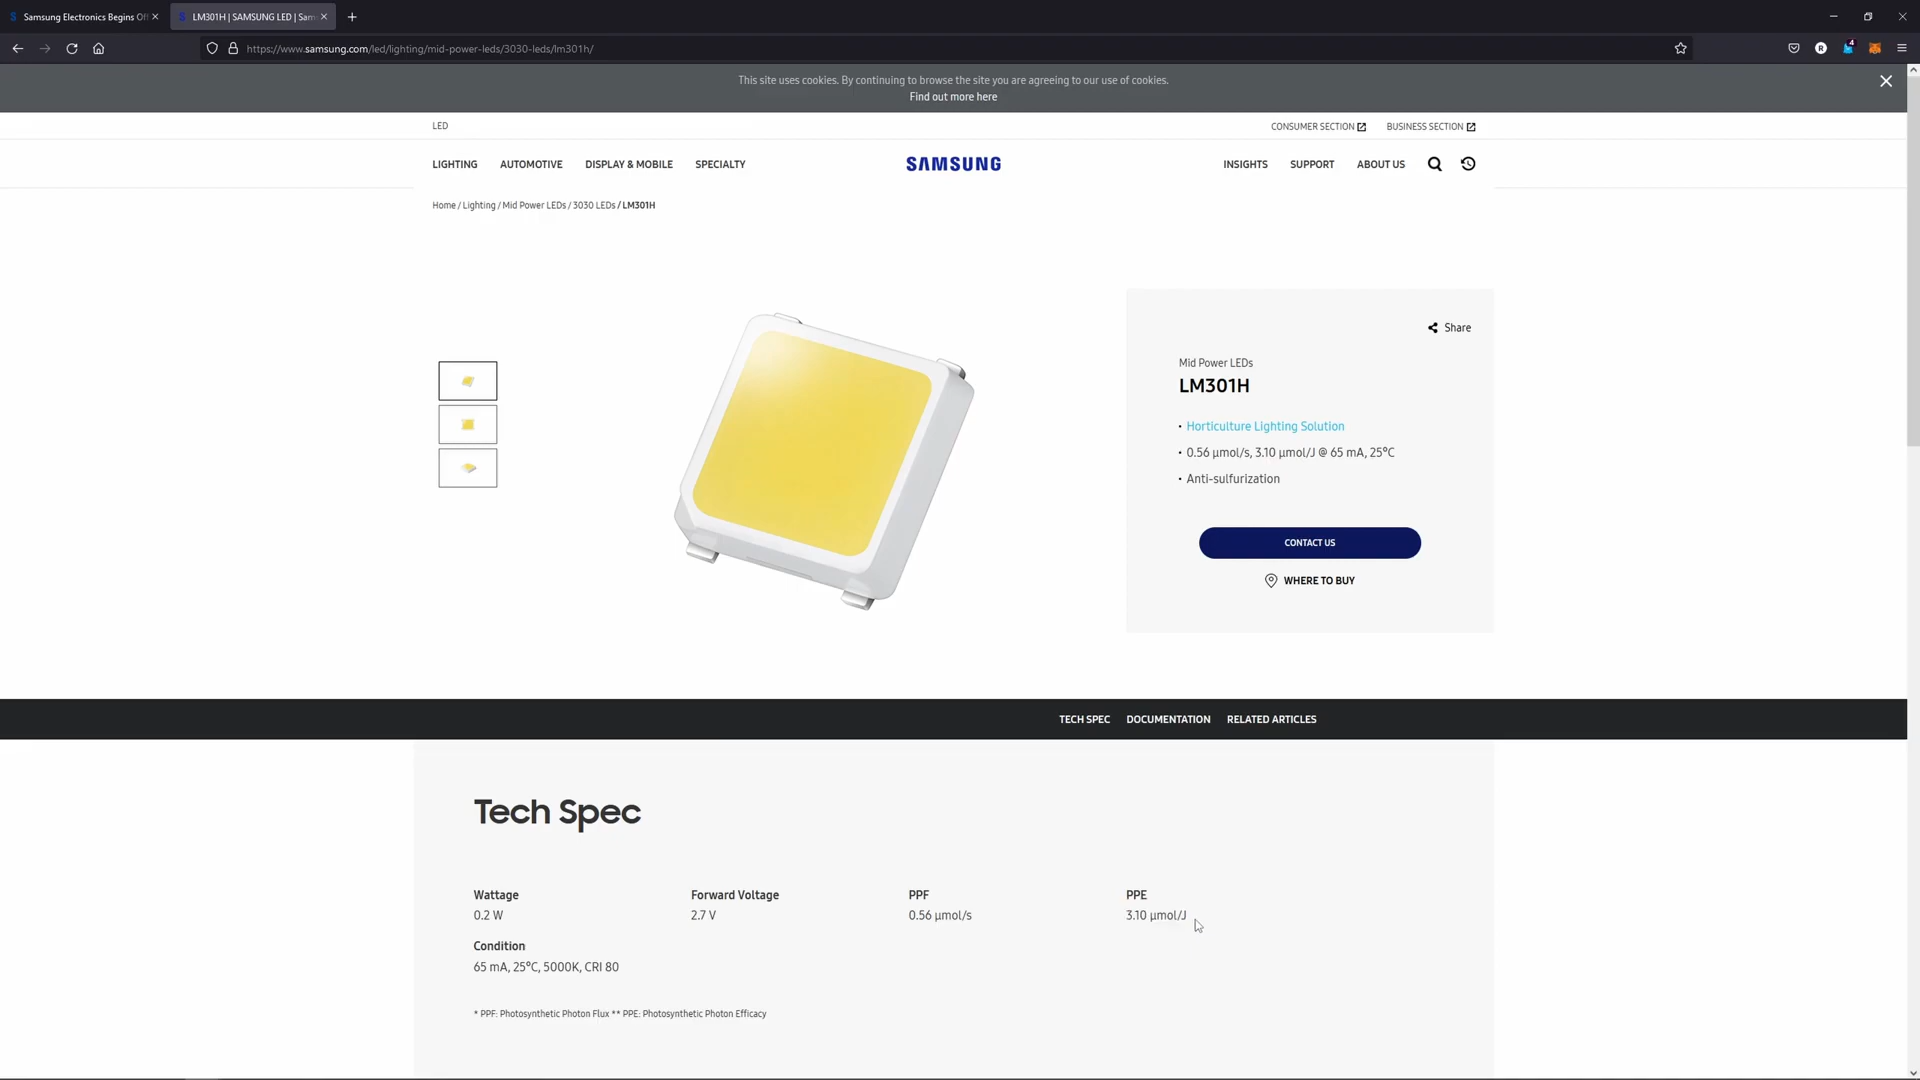 Samsung Electronics Begins Off
LM301H | SAMSUNG LED | Sam
https://www.samsung.com/led/lighting/mid-power-leds/3030-leds/lm301h/
4
This site uses cookies. By continuing to browse the site you are agreeing to our use of cookies.
Find out more here
LED
CONSUMER SECTION
BUSINESS SECTION
LIGHTING AUTOMOTIVE DISPLAY & MOBILE SPECIALTY SAMSUNG INSIGHTS SUPPORT ABOUT US
Home / Lighting / Mid Power LEDs / 3030 LEDs / LM301H
Share
Mid Power LEDs
LM301H
• Horticulture Lighting Solution
• 0.56 μmol/s, 3.10 μmol/J @ 65 mA, 25℃
• Anti-sulfurization
CONTACT US
WHERE TO BUY
TECH SPEC DOCUMENTATION RELATED ARTICLES
Tech Spec
Wattage Forward Voltage PPF PPE
0.2 W 2.7 V 0.56 μmol/s 3.10 μmol/J
Condition
65 mA, 25℃, 5000K, CRI 80
* PPF: Photosynthetic Photon Flux ** PPE: Photosynthetic Photon Efficacy